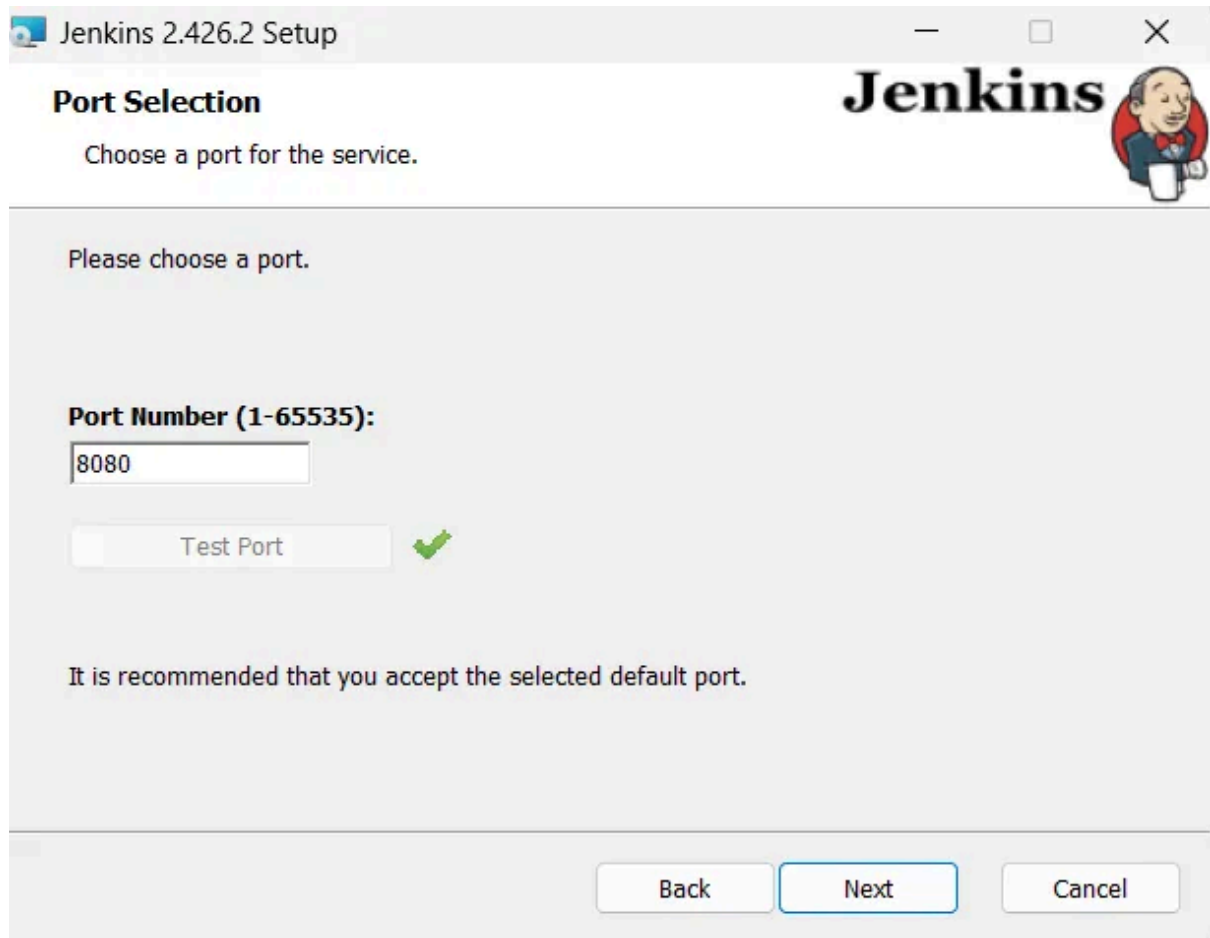 Jenkins 2.426.2 Setup
Port Selection
Jenkins
Choose a port for the service.
Please choose a port.
Port Number (1-65535):
8080
Test Port
It is recommended that you accept the selected default port.
Back
Next
Cancel